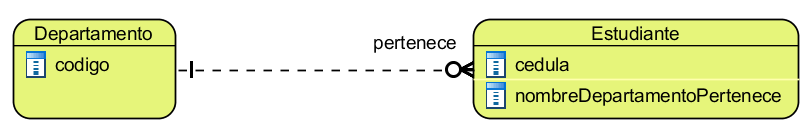 Departamento
codigo
pertenece
Estudiante
cedula
nombreDepartamentoPertenece